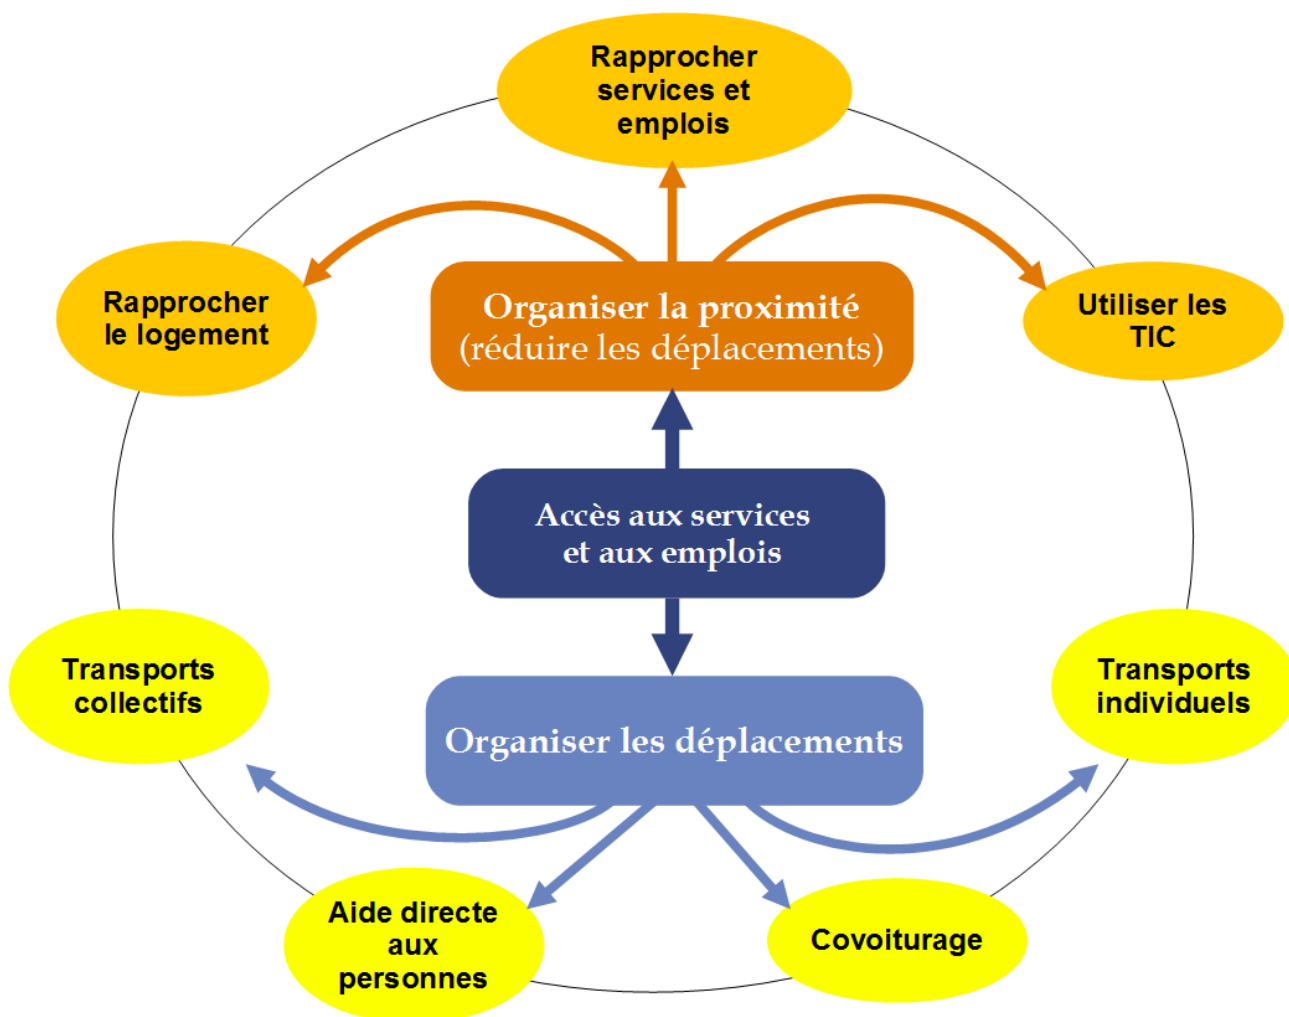 Rapprocher
services et
emplois
Rapprocher
le logement
Organiser la proximité
(réduire les déplacements)
Utiliser les
TIC
Accès aux services
et aux emplois
Transports
collectifs
Organiser les déplacements
Transports
individuels
Aide directe
aux
personnes
Covoiturage